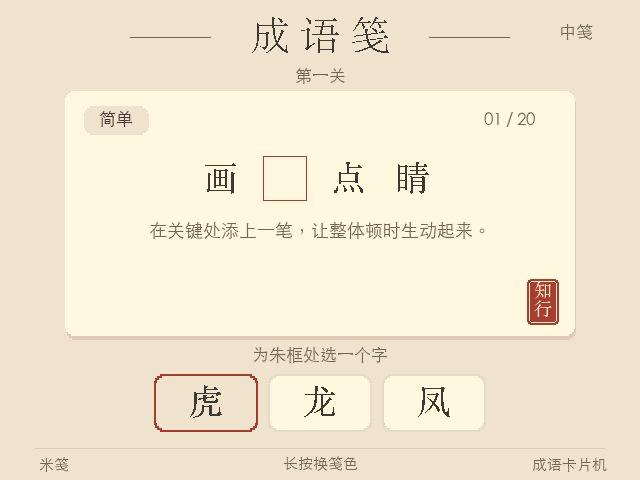 成语笺
中笺
第一关
简单
01 / 20
画 点 睛
在关键处添上一笔，让整体顿时生动起来。
知行
为朱框处选一个字
虎 龙 凤
米笺 长按换笺色 成语卡片机